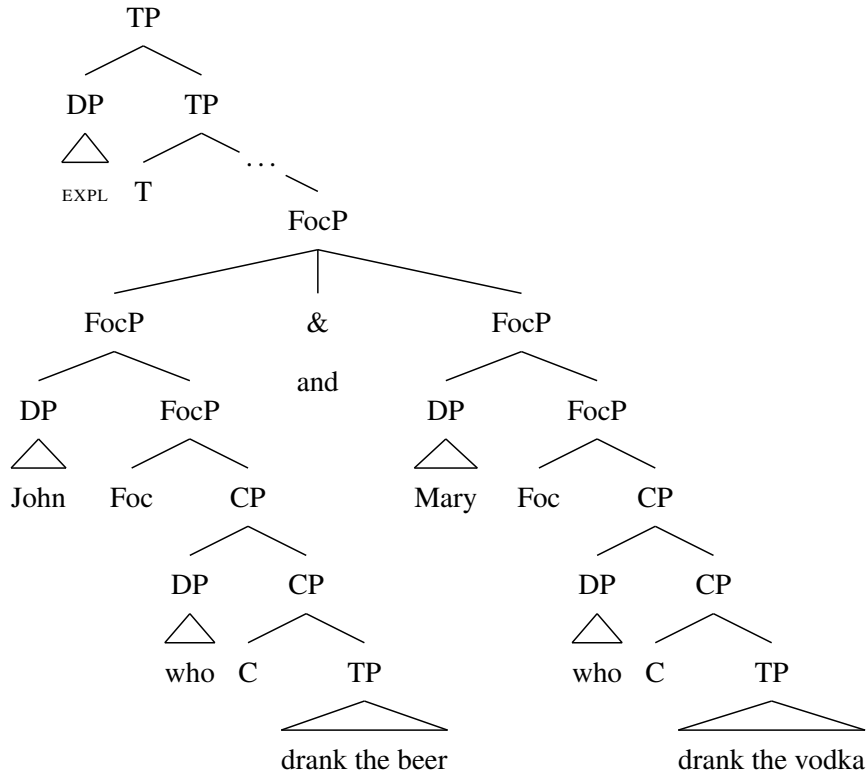 TP
DP TP
EXPL T ...
FocP
FocP & FocP
and
DP FocP DP FocP
John Foc CP Mary Foc CP
DP CP DP CP
who C TP who C TP
drank the beer drank the vodka